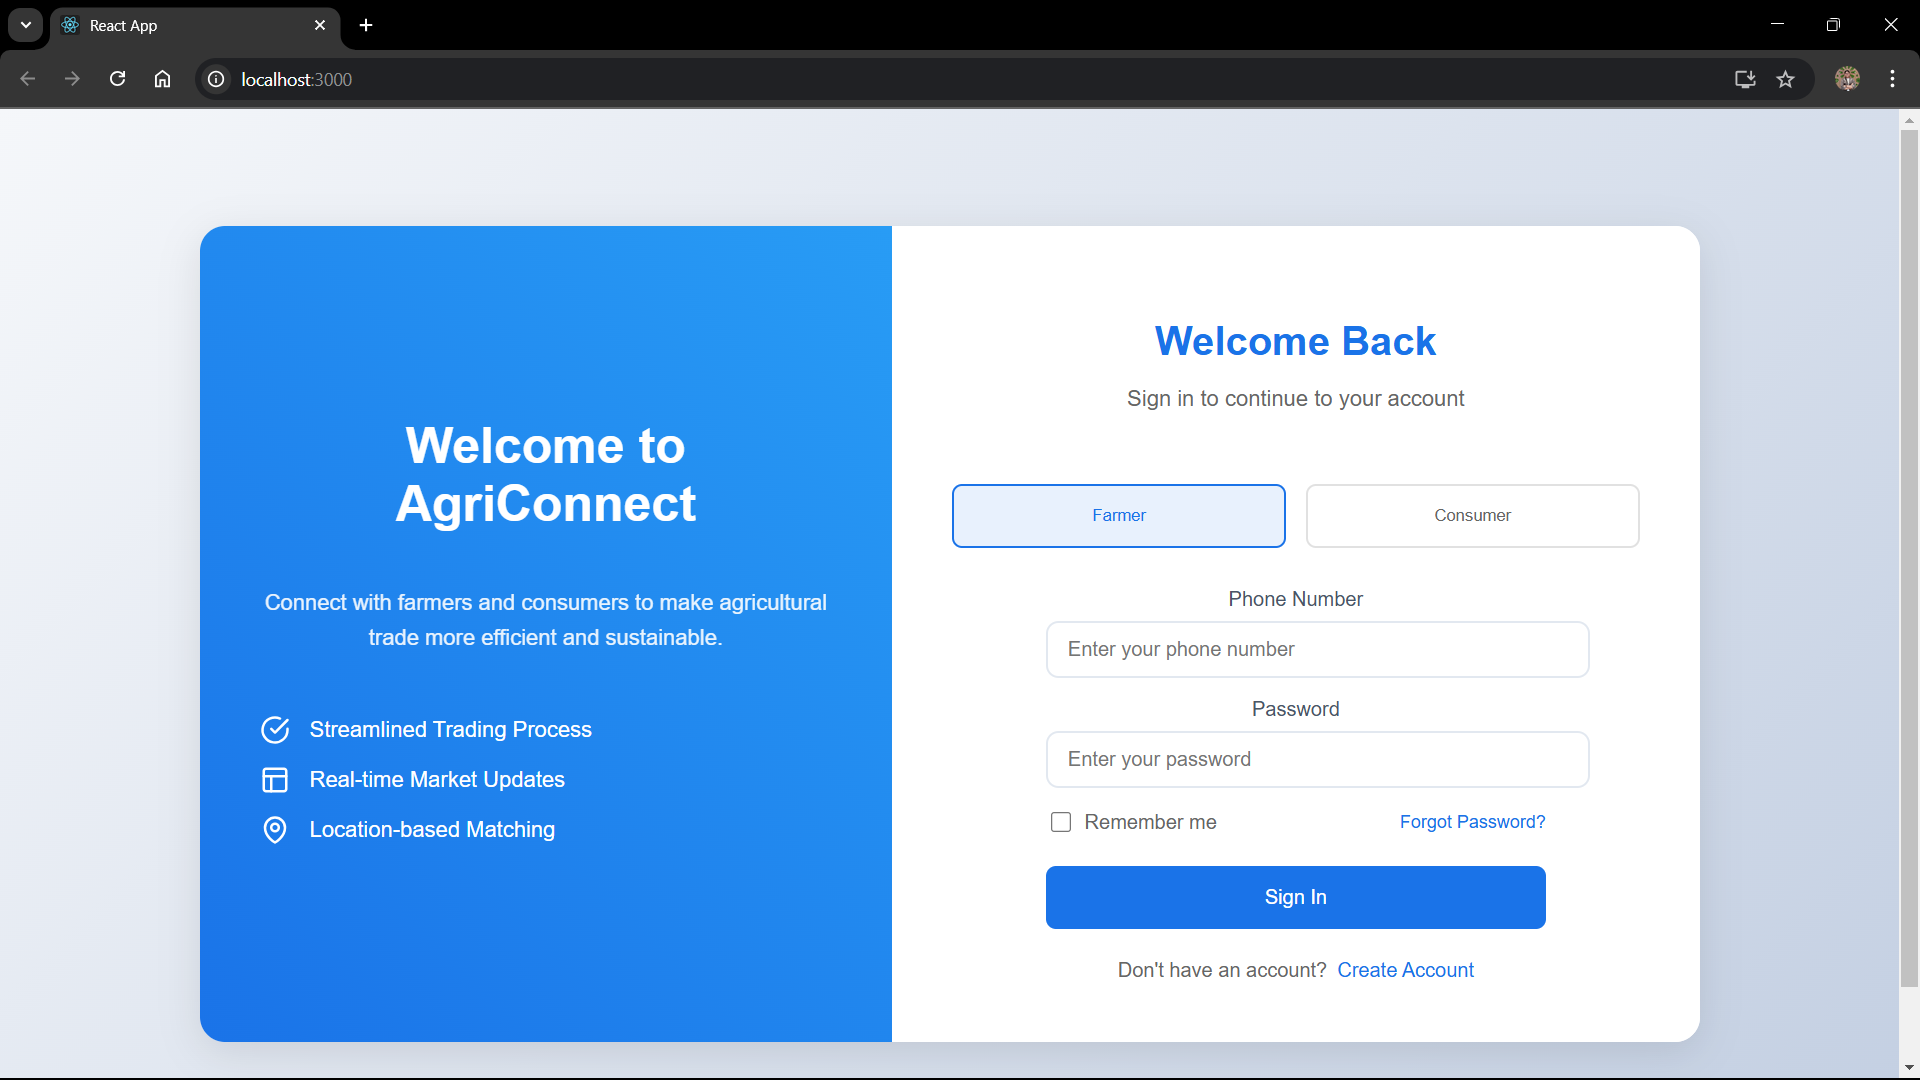 React App
localhost:3000
Welcome to
AgriConnect
Connect with farmers and consumers to make agricultural
trade more efficient and sustainable.
Streamlined Trading Process
Real-time Market Updates
Location-based Matching
Welcome Back
Sign in to continue to your account
Farmer
Consumer
Phone Number
Enter your phone number
Password
Enter your password
Remember me
Forgot Password?
Sign In
Don't have an account? Create Account